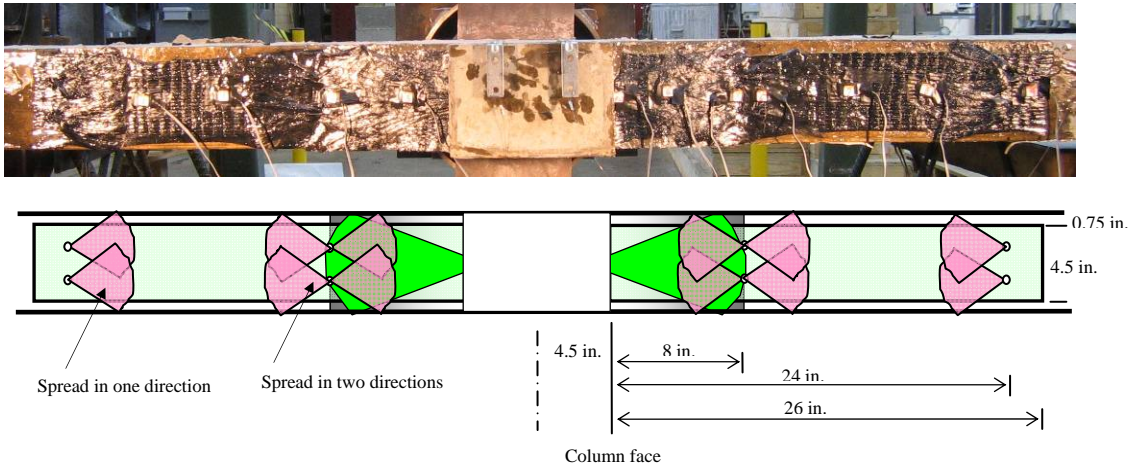 0.75 in.
4.5 in.
4.5 in.
8 in.
24 in.
26 in.
Spread in one direction
Spread in two directions
Column face